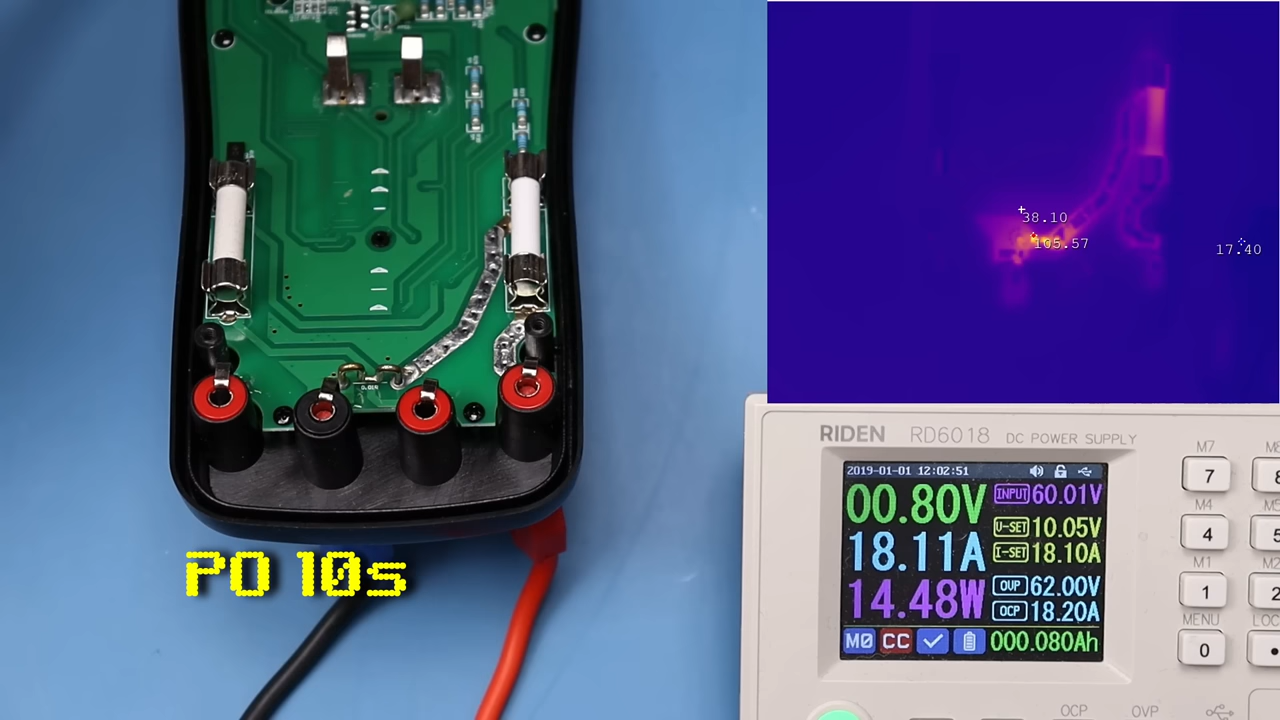 38.10
105.57
17.40
PO 10s
RIDEN RD6018 DC POWER SUPPLY
2019-01-01 12:02:51
00.80V
INPUT 60.01V
18.11A
U-SET 10.05V
I-SET 18.10A
14.48W
OVP 62.00V
OCP 18.20A
M0 CC 000.080Ah
M7
7
M4
4
M1
1
MENU
0
OCP OVP